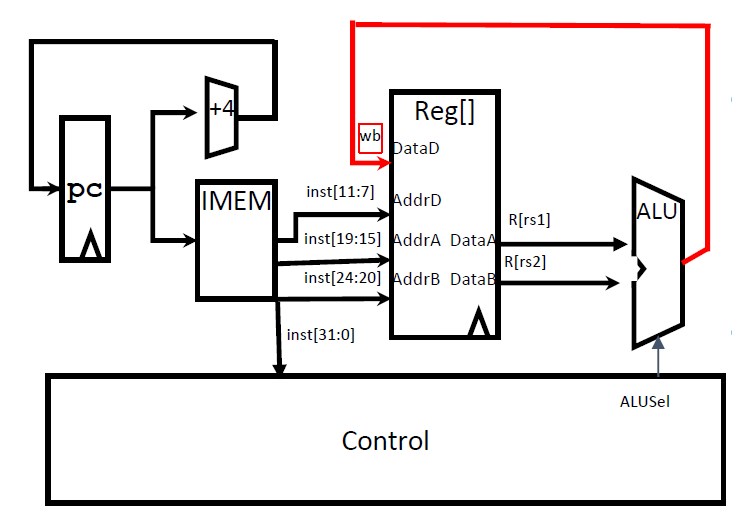 +4
Reg[]
wb
DataD
pc
IMEM
inst[11:7]
AddrD
ALU
R[rs1]
inst[19:15]
AddrA
DataA
R[rs2]
inst[24:20]
AddrB
DataB
inst[31:0]
ALUSel
Control